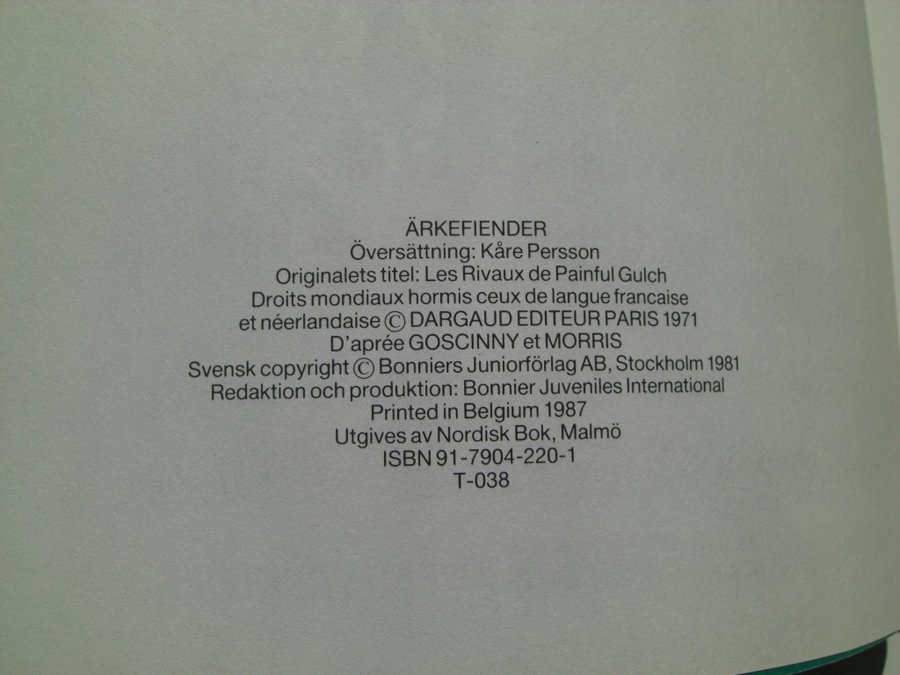 ÄRKEFIENDER
Översättning: Kåre Persson
Originalets titel: Les Rivaux de Painful Gulch
Droits mondiaux hormis ceux de langue francaise
et néerlandaise © DARGAUD EDITEUR PARIS 1971
D'aprée GOSCINNY et MORRIS
Svensk copyright © Bonniers Juniorförlag AB, Stockholm 1981
Redaktion och produktion: Bonnier Juveniles International
Printed in Belgium 1987
Utgives av Nordisk Bok, Malmö
ISBN 91-7904-220-1
T-038